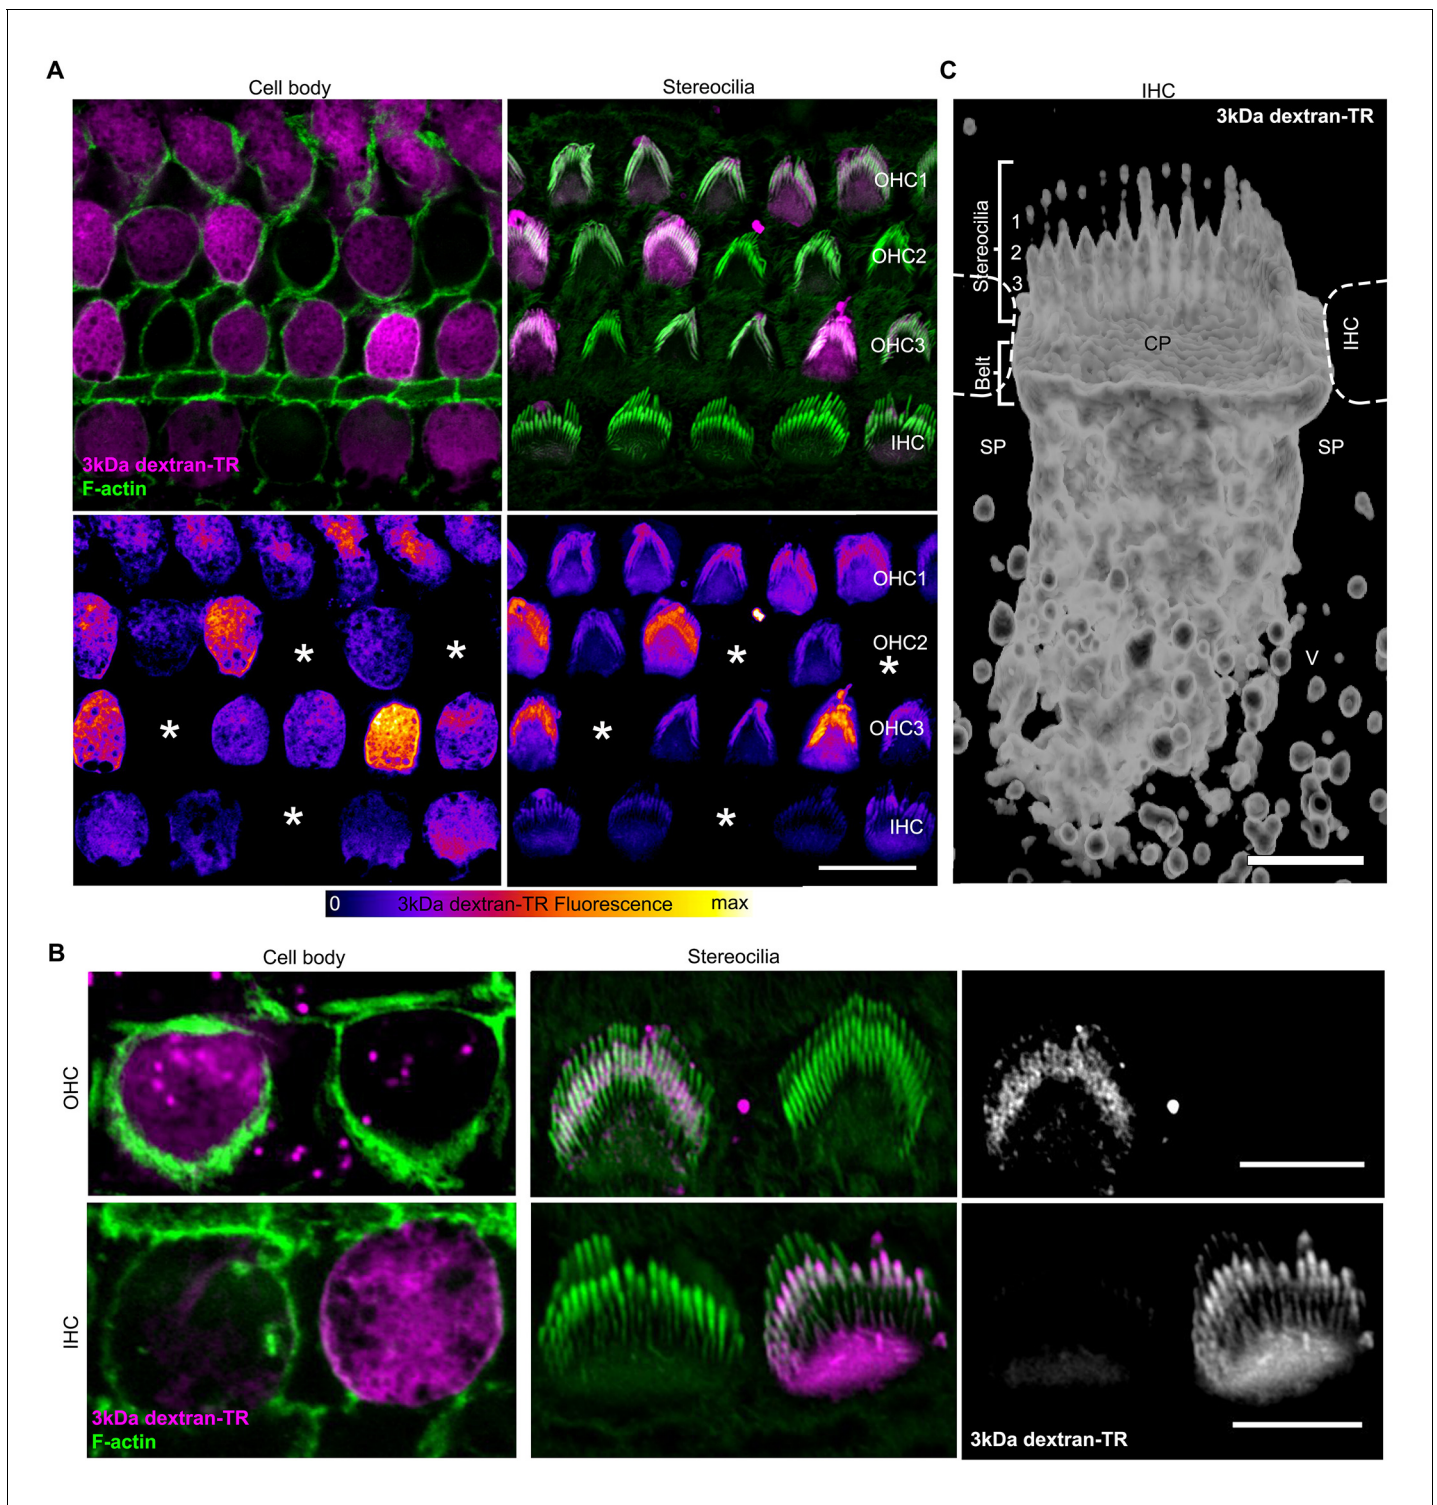 A
C
Cell body
Stereocilia
IHC
3kDa dextran-TR
OHC1
OHC2
OHC3
IHC
3kDa dextran-TR
F-actin
Stereocilia
1
2
3
Belt
CP
IHC
SP
SP
V
OHC1
OHC2
*
*
*
*
OHC3
*
*
IHC
*
*
0
3kDa dextran-TR Fluorescence
max
B
Cell body
Stereocilia
OHC
IHC
3kDa dextran-TR
F-actin
3kDa dextran-TR